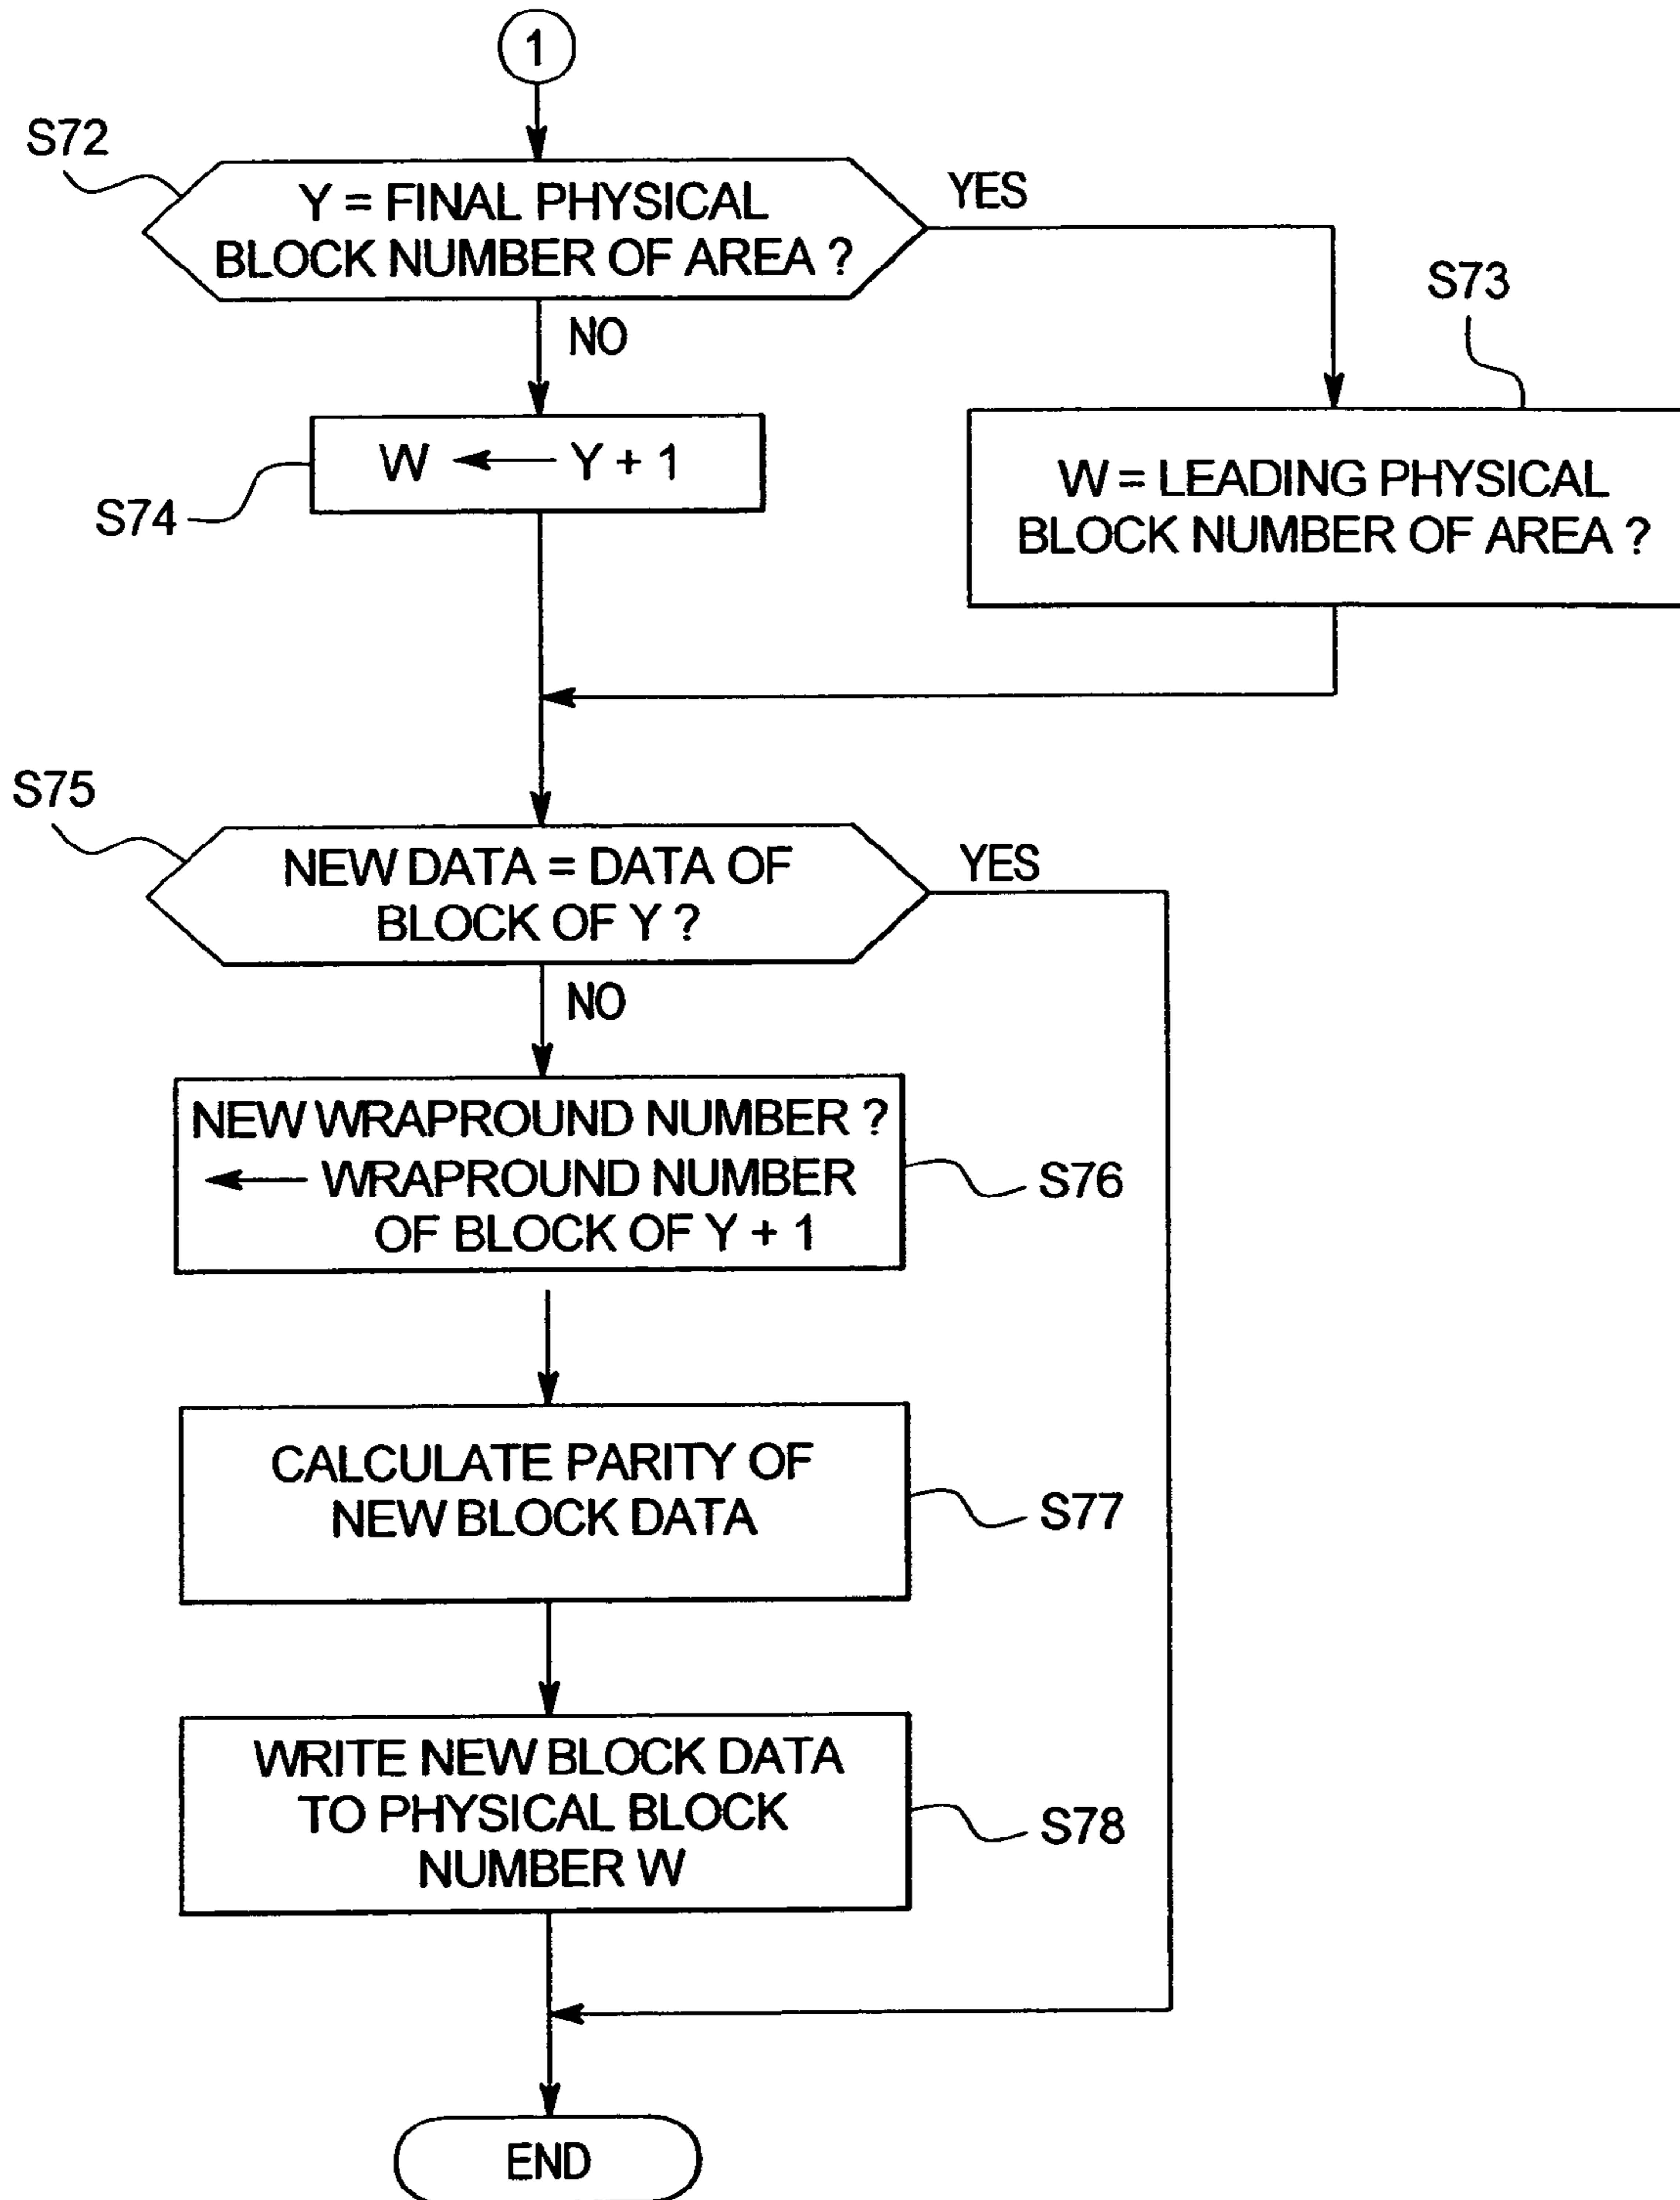 1
S72
Y = FINAL PHYSICAL
BLOCK NUMBER OF AREA ?
YES
NO
S73
W ← Y + 1
S74
W = LEADING PHYSICAL
BLOCK NUMBER OF AREA ?
S75
NEW DATA = DATA OF
BLOCK OF Y ?
YES
NO
NEW WRAPROUND NUMBER ?
← WRAPROUND NUMBER
OF BLOCK OF Y + 1
S76
CALCULATE PARITY OF
NEW BLOCK DATA
S77
WRITE NEW BLOCK DATA
TO PHYSICAL BLOCK
NUMBER W
S78
END